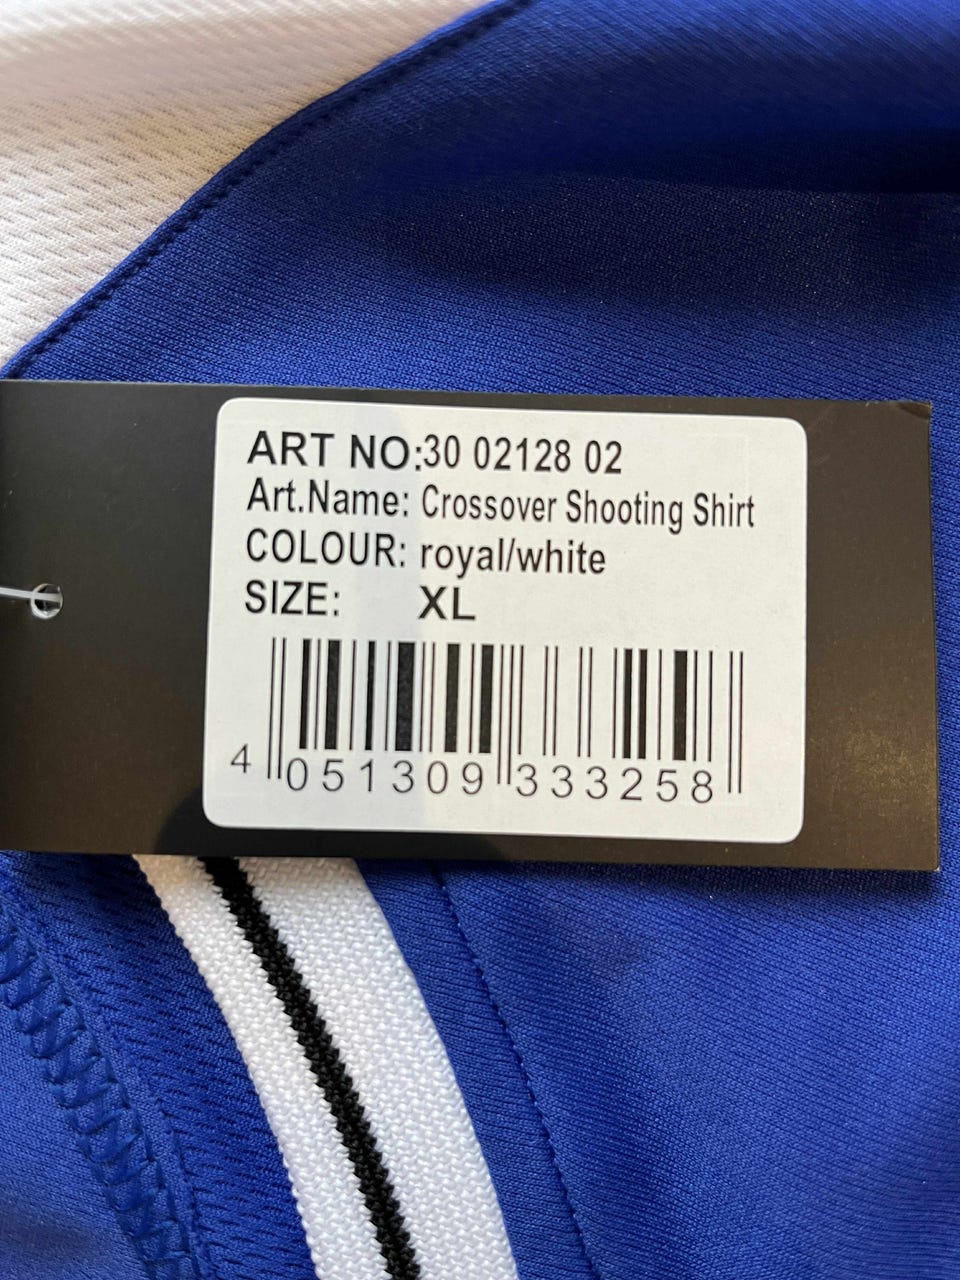 ART NO:30 02128 02
Art.Name: Crossover Shooting Shirt
COLOUR: royal/white
SIZE: XL
4 051309 333258